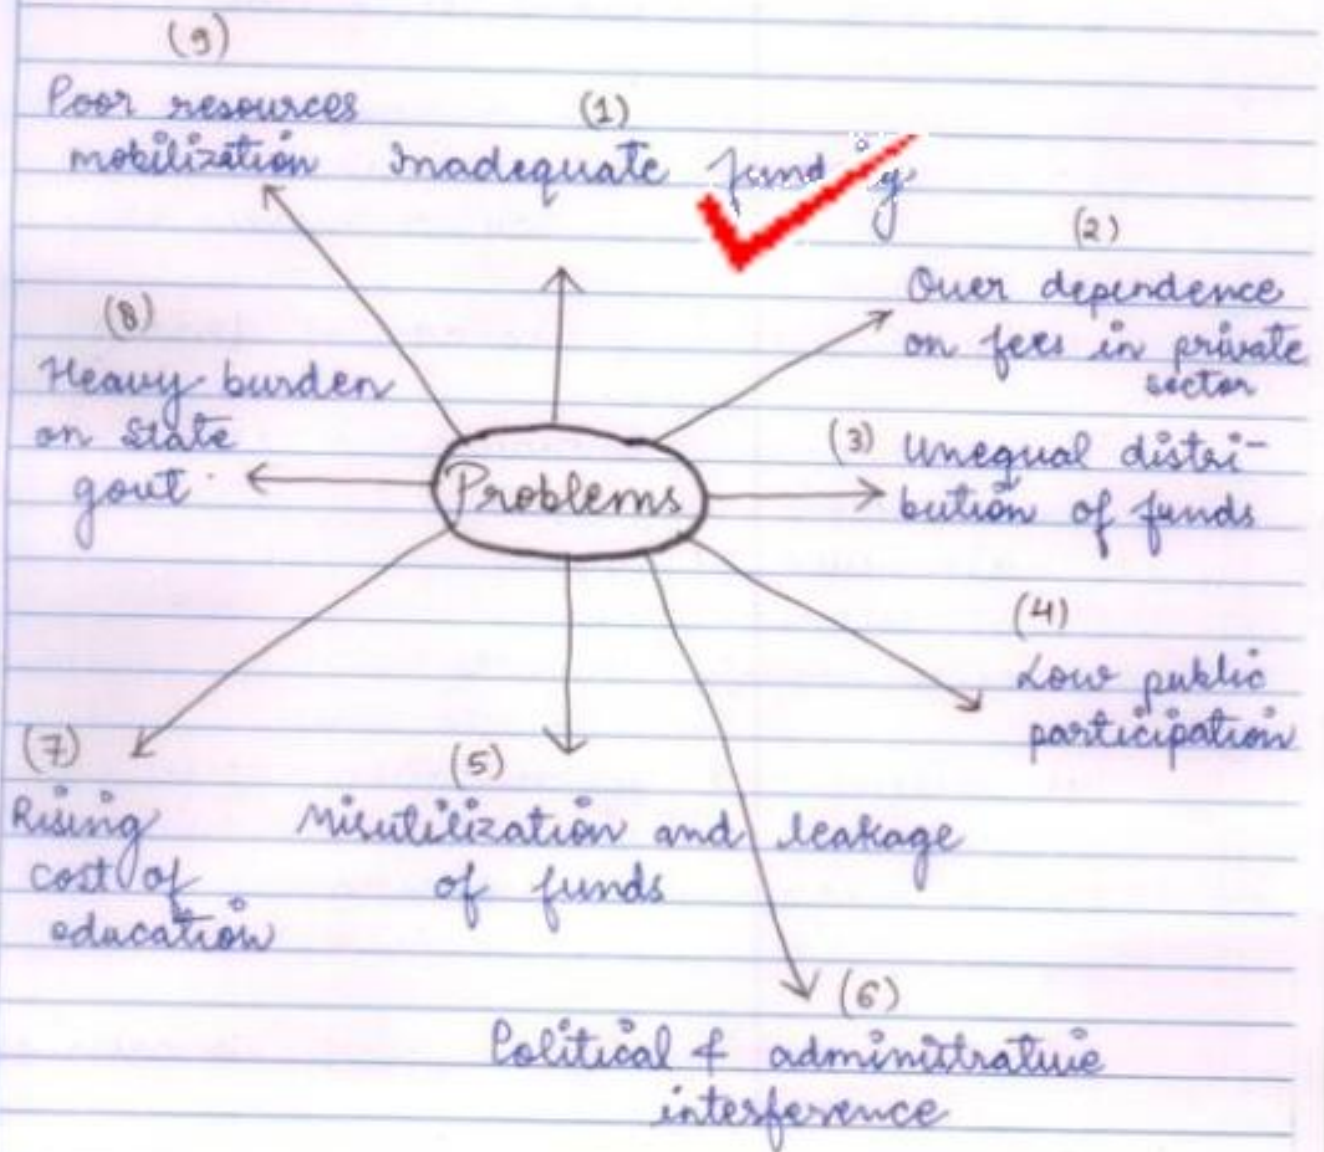 (9)
Poor resources
mobilization
(1)
Inadequate funding
(2)
Over dependence
on fees in private
sector
(3) Unequal distri-
bution of funds
(4)
Low public
participation
(5)
Misutilization and leakage
of funds
(6)
Political & administrative
interference
(7)
Rising
cost of
education
(8)
Heavy burden
on State
govt.
Problems